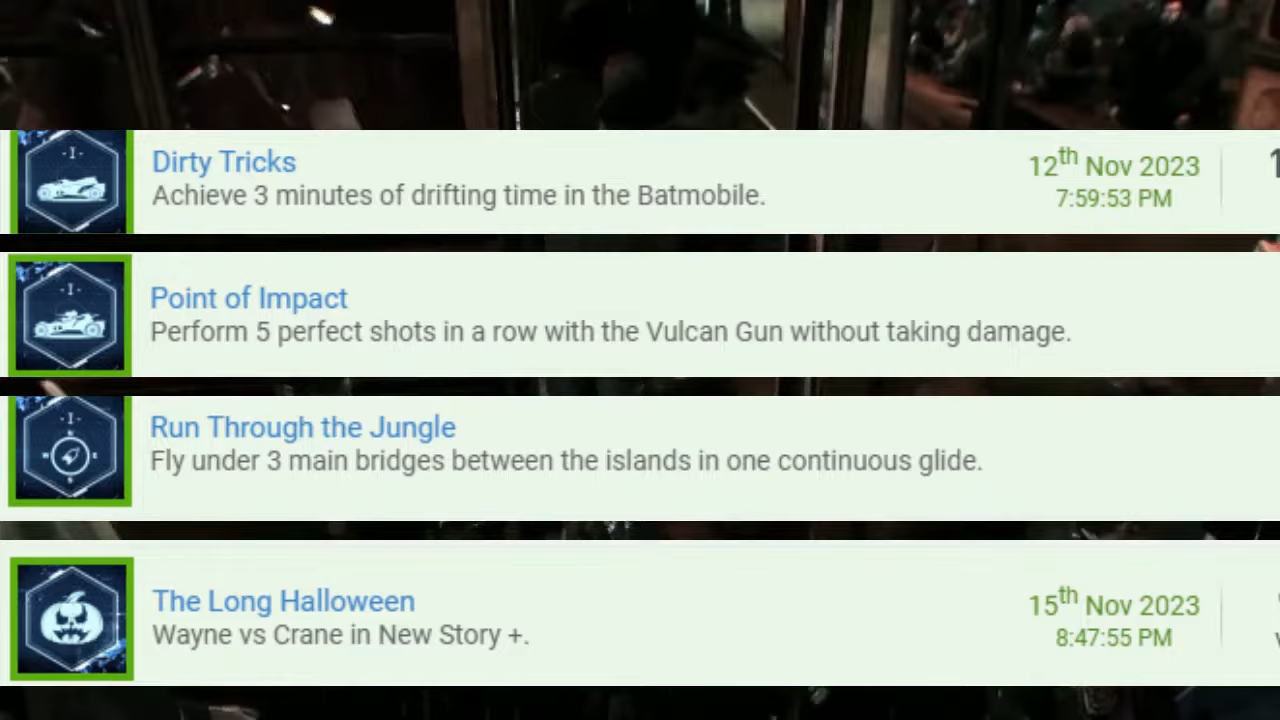 Dirty Tricks
Achieve 3 minutes of drifting time in the Batmobile.
12th Nov 2023
7:59:53 PM
Point of Impact
Perform 5 perfect shots in a row with the Vulcan Gun without taking damage.
Run Through the Jungle
Fly under 3 main bridges between the islands in one continuous glide.
The Long Halloween
Wayne vs Crane in New Story +.
15th Nov 2023
8:47:55 PM